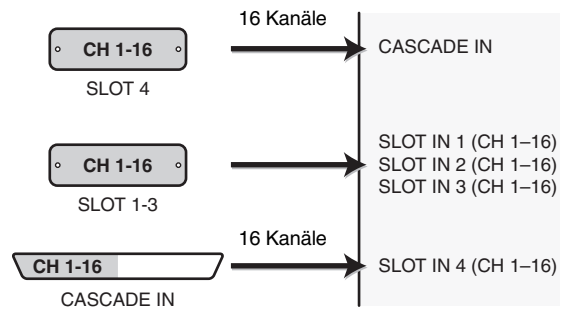 16 Kanäle
CH 1-16
CASCADE IN
SLOT 4
CH 1-16
SLOT IN 1 (CH 1–16)
SLOT IN 2 (CH 1–16)
SLOT IN 3 (CH 1–16)
SLOT 1-3
16 Kanäle
CH 1-16
SLOT IN 4 (CH 1–16)
CASCADE IN